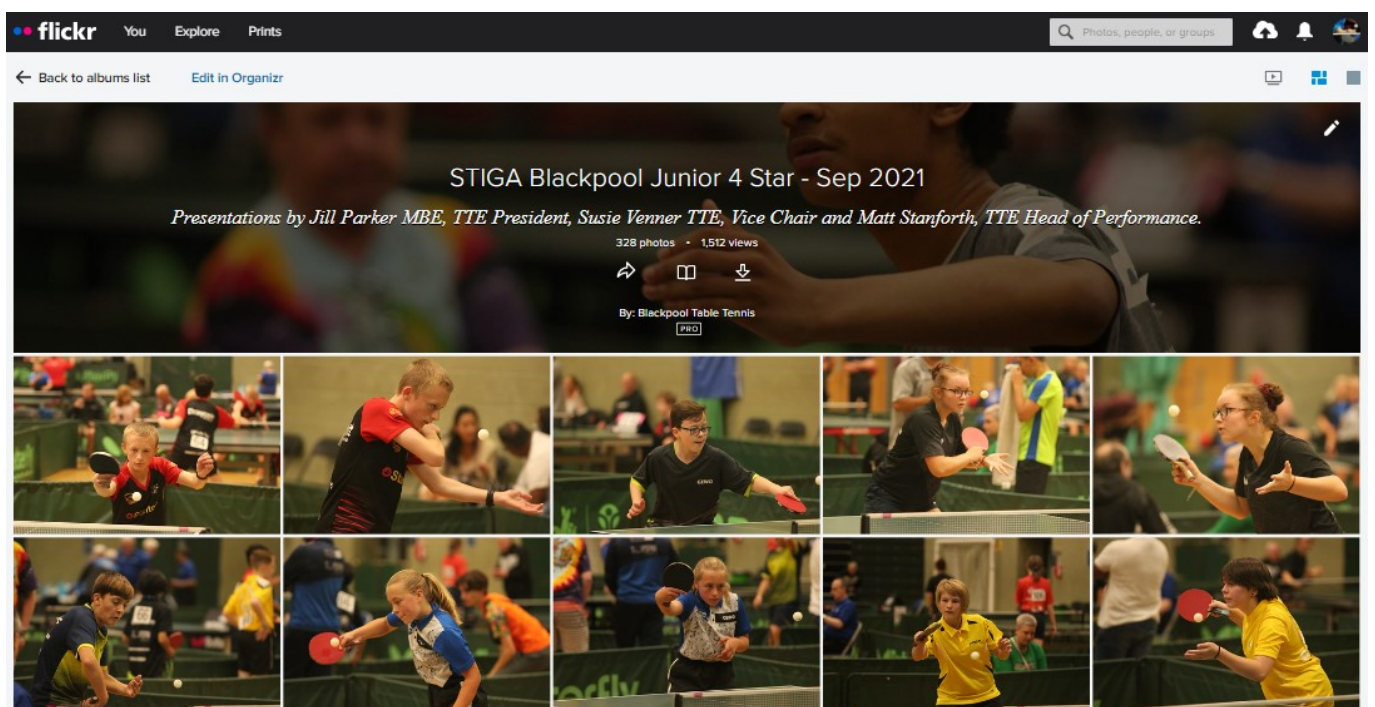 flickr You Explore Prints Photos, people, or groups
Back to albums list Edit in Organizr
STIGA Blackpool Junior 4 Star - Sep 2021
Presentations by Jill Parker MBE, TTE President, Susie Venner TTE, Vice Chair and Matt Stanforth, TTE Head of Performance.
328 photos • 1,512 views
By: Blackpool Table Tennis
PRO